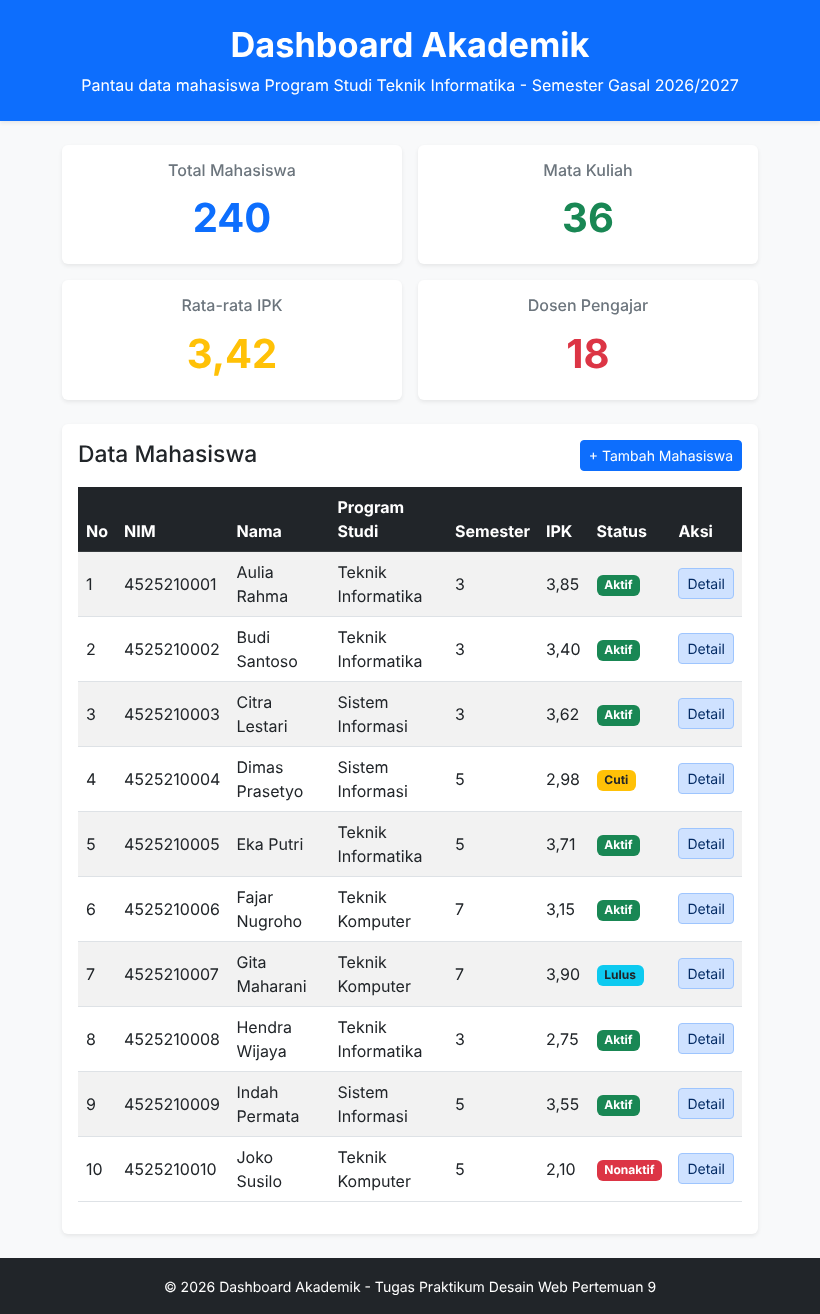 Dashboard Akademik
Pantau data mahasiswa Program Studi Teknik Informatika - Semester Gasal 2026/2027
Total Mahasiswa
240
Mata Kuliah
36
Rata-rata IPK
3,42
Dosen Pengajar
18
Data Mahasiswa
+ Tambah Mahasiswa
No NIM Nama Program Studi Semester IPK Status Aksi
1 4525210001 Aulia Rahma Teknik Informatika 3 3,85 Aktif Detail
2 4525210002 Budi Santoso Teknik Informatika 3 3,40 Aktif Detail
3 4525210003 Citra Lestari Sistem Informasi 3 3,62 Aktif Detail
4 4525210004 Dimas Prasetyo Sistem Informasi 5 2,98 Cuti Detail
5 4525210005 Eka Putri Teknik Informatika 5 3,71 Aktif Detail
6 4525210006 Fajar Nugroho Teknik Komputer 7 3,15 Aktif Detail
7 4525210007 Gita Maharani Teknik Komputer 7 3,90 Lulus Detail
8 4525210008 Hendra Wijaya Teknik Informatika 3 2,75 Aktif Detail
9 4525210009 Indah Permata Sistem Informasi 5 3,55 Aktif Detail
10 4525210010 Joko Susilo Teknik Komputer 5 2,10 Nonaktif Detail
© 2026 Dashboard Akademik - Tugas Praktikum Desain Web Pertemuan 9